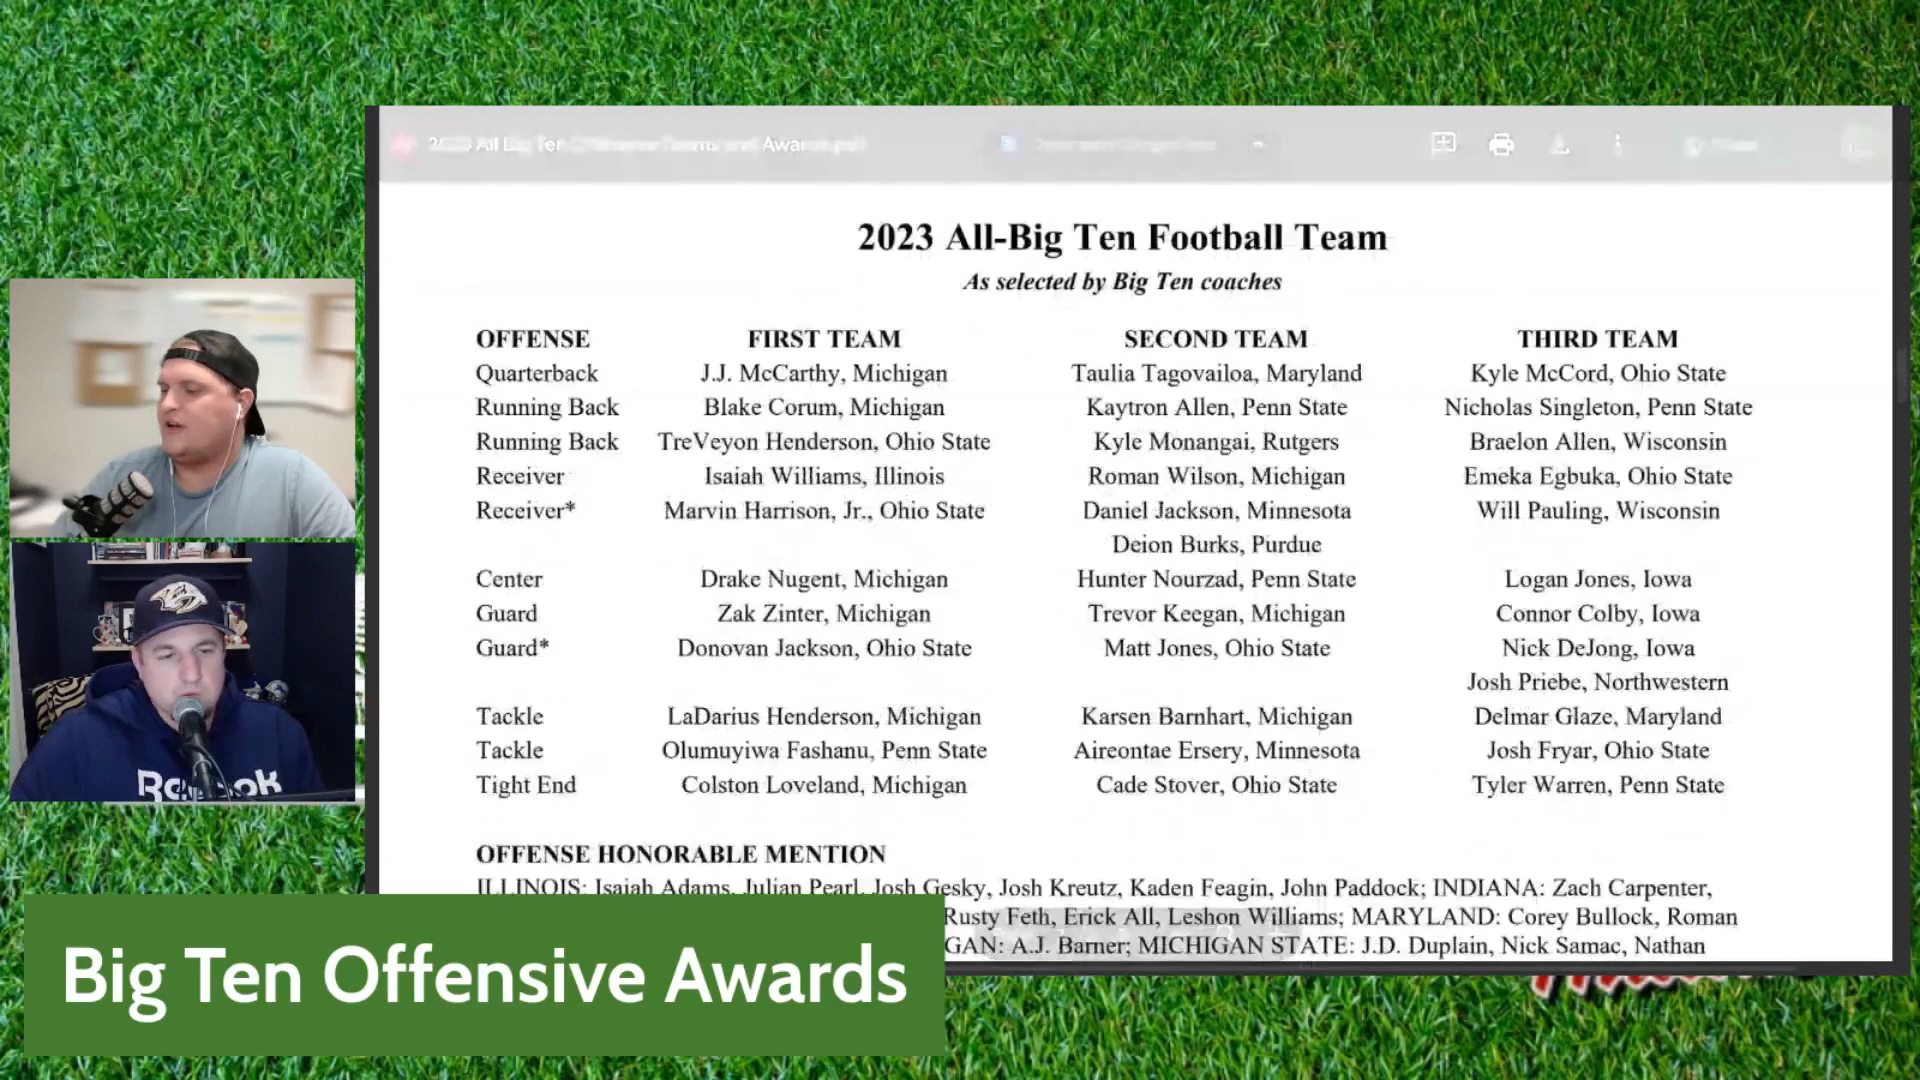 2023 All Big Ten Offensive Teams and Awards.pdf
2023 All-Big Ten Football Team
As selected by Big Ten coaches
OFFENSE FIRST TEAM SECOND TEAM THIRD TEAM
Quarterback J.J. McCarthy, Michigan Taulia Tagovailoa, Maryland Kyle McCord, Ohio State
Running Back Blake Corum, Michigan Kaytron Allen, Penn State Nicholas Singleton, Penn State
Running Back TreVeyon Henderson, Ohio State Kyle Monangai, Rutgers Braelon Allen, Wisconsin
Receiver Isaiah Williams, Illinois Roman Wilson, Michigan Emeka Egbuka, Ohio State
Receiver* Marvin Harrison, Jr., Ohio State Daniel Jackson, Minnesota Will Pauling, Wisconsin
Deion Burks, Purdue
Center Drake Nugent, Michigan Hunter Nourzad, Penn State Logan Jones, Iowa
Guard Zak Zinter, Michigan Trevor Keegan, Michigan Connor Colby, Iowa
Guard* Donovan Jackson, Ohio State Matt Jones, Ohio State Nick DeJong, Iowa
Josh Priebe, Northwestern
Tackle LaDarius Henderson, Michigan Karsen Barnhart, Michigan Delmar Glaze, Maryland
Tackle Olumuyiwa Fashanu, Penn State Aireontae Ersery, Minnesota Josh Fryar, Ohio State
Tight End Colston Loveland, Michigan Cade Stover, Ohio State Tyler Warren, Penn State
OFFENSE HONORABLE MENTION
ILLINOIS: Isaiah Adams, Julian Pearl, Josh Gesky, Josh Kreutz, Kaden Feagin, John Paddock; INDIANA: Zach Carpenter,
Rusty Feth, Erick All, Leshon Williams; MARYLAND: Corey Bullock, Roman
GAN: A.J. Barner; MICHIGAN STATE: J.D. Duplain, Nick Samac, Nathan
Reebok
Big Ten Offensive Awards